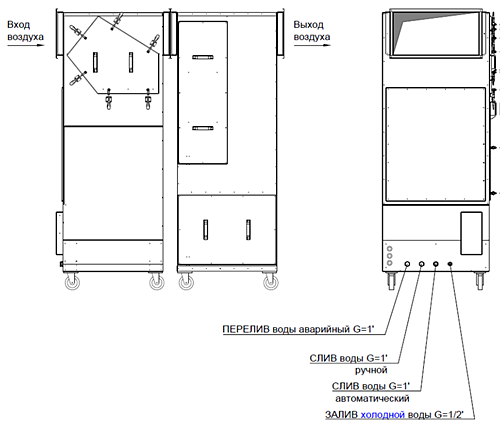 Вход
воздуха
Выход
воздуха
ПЕРЕЛИВ воды аварийный G=1'
СЛИВ воды G=1'
ручной
СЛИВ воды G=1'
автоматический
ЗАЛИВ холодной воды G=1/2'